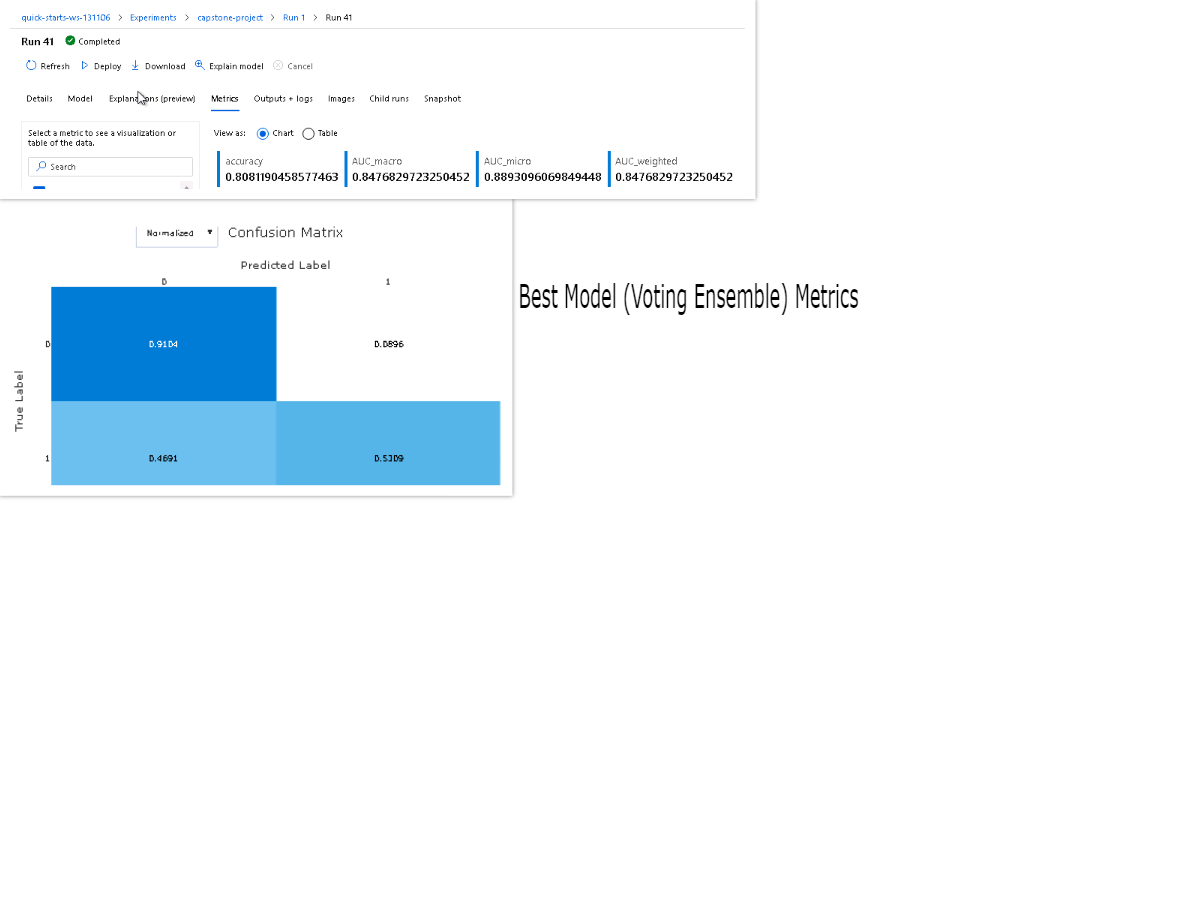 quick-starts-ws-131106 > Experiments > capstone-project > Run 1 > Run 41
Run 41 Completed
Refresh Deploy Download Explain model Cancel
Details Model Explanations (preview) Metrics Outputs + logs Images Child runs Snapshot
Select a metric to see a visualization or
table of the data.
Search
View as: Chart Table
accuracy AUC_macro AUC_micro AUC_weighted
0.8081190458577463 0.8476829723250452 0.8893096069849448 0.8476829723250452
Normalized Confusion Matrix
Predicted Label
0 1
True Label
0 0.9104 0.0896
1 0.4691 0.5309
Best Model (Voting Ensemble) Metrics